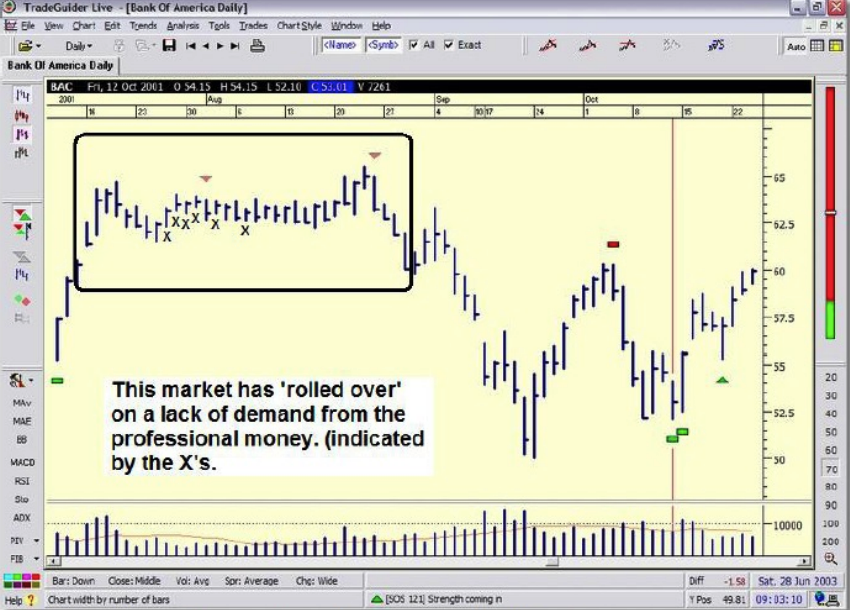 TradeGuider Live - [Bank Of America Daily]
File View Chart Edit Trends Analysis Tools Trades Chart Style Window Help
Daily <Name> <Symb> All Exact Auto
Bank Of America Daily
BAC Fri, 12 Oct 2001 O 54.15 H 54.15 L 52.10 C 53.01 V 7261
2001 Aug Sep Oct
16 23 30 6 13 20 27 4 10 17 24 1 8 15 22
65
62.5
60
57.5
55
52.5
50
X X X X X X
This market has 'rolled over'
on a lack of demand from the
professional money. (indicated
by the X's.
10000
MAv
MAE
BB
MACD
RSI
Sto
ADX
PIV
FIB
20
30
40
50
60
70
80
90
100
200
Bar: Down Close: Middle Vol: Avg Spr: Average Chg: Wide Diff -1.58 Sat, 28 Jun 2003
Help ? Chart width by number of bars [SOS 121] Strength coming in Y Pos 49.81 09:03:10